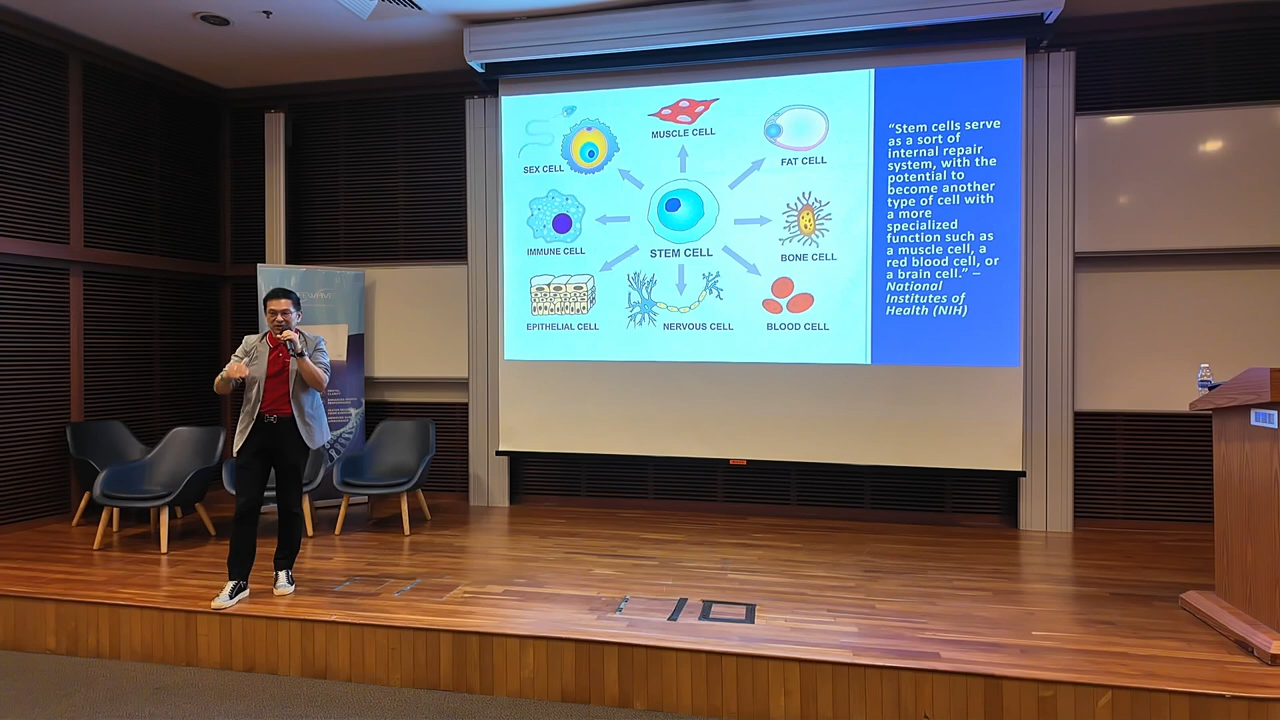 SEX CELL
MUSCLE CELL
FAT CELL
IMMUNE CELL
STEM CELL
BONE CELL
EPITHELIAL CELL
NERVOUS CELL
BLOOD CELL
“Stem cells serve
as a sort of
internal repair
system, with the
potential to
become another
type of cell with
a more
specialized
function such as
a muscle cell, a
red blood cell, or
a brain cell.” –
National
Institutes of
Health (NIH)